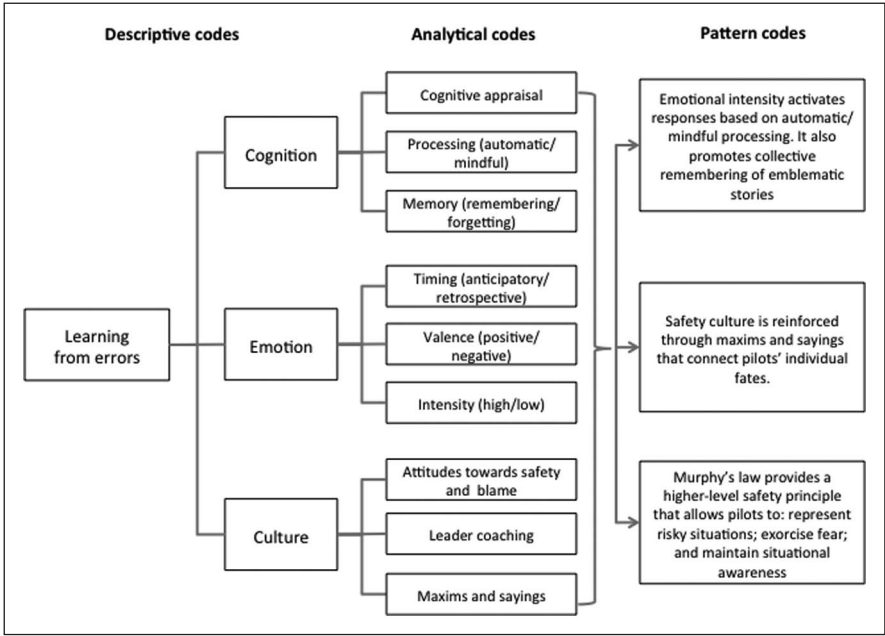 Descriptive codes
Analytical codes
Pattern codes
Learning
from errors
Cognition
Emotion
Culture
Cognitive appraisal
Processing (automatic/
mindful)
Memory (remembering/
forgetting)
Timing (anticipatory/
retrospective)
Valence (positive/
negative)
Intensity (high/low)
Attitudes towards safety
and blame
Leader coaching
Maxims and sayings
Emotional intensity activates
responses based on automatic/
mindful processing. It also
promotes collective
remembering of emblematic
stories
Safety culture is reinforced
through maxims and sayings
that connect pilots’ individual
fates.
Murphy’s law provides a
higher-level safety principle
that allows pilots to: represent
risky situations; exorcise fear;
and maintain situational
awareness